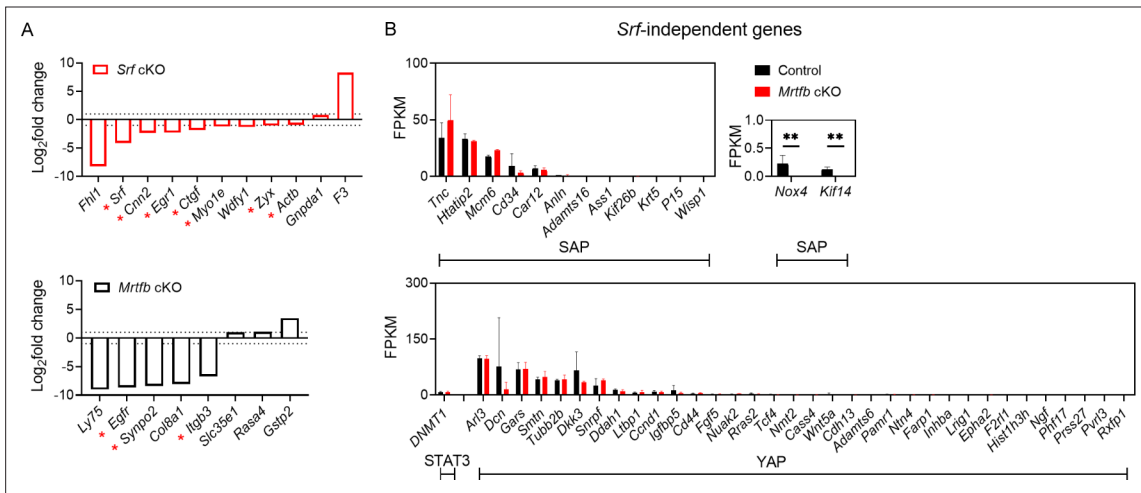 A
B
Srf-independent genes
Log2fold change
10
5
0
-5
-10
Srf cKO
Fhl1
* Srf
* Cnn2
* Egr1
* Ctgf
* Myo1e
Wdfy1
* Zyx
* Actb
Gnpda1
F3
Log2fold change
10
5
0
-5
-10
Mrtfb cKO
Ly75
* Egfr
Synpo2
Col8a1
* Itgb3
Slc35e1
Rasa4
Gstp2
FPKM
100
50
0
Tnc
Htatip2
Mcm6
Cd34
Car12
Anln
Adamts16
Ass1
Kif26b
Krt5
P15
Wisp1
SAP
Control
Mrtfb cKO
FPKM
1.0
0.5
0.0
** **
Nox4
Kif14
SAP
FPKM
300
150
0
DNMT1
Arl3
Dcn
Gars
Smtn
Tubb2b
Dkk3
Snrpf
Ddah1
Ltbp1
Ccnd1
Igfbp5
Cd44
Fgf5
Nuak2
Rras2
Tcf4
Nmt2
Cass4
Wnt5a
Cdh13
Adamts6
Pamr1
Ntn4
Farp1
Inhba
Lrig1
Epha2
F2rl1
Hist1h3h
Ngf
Phf17
Prss27
Pvrl3
Rxfp1
STAT3
YAP